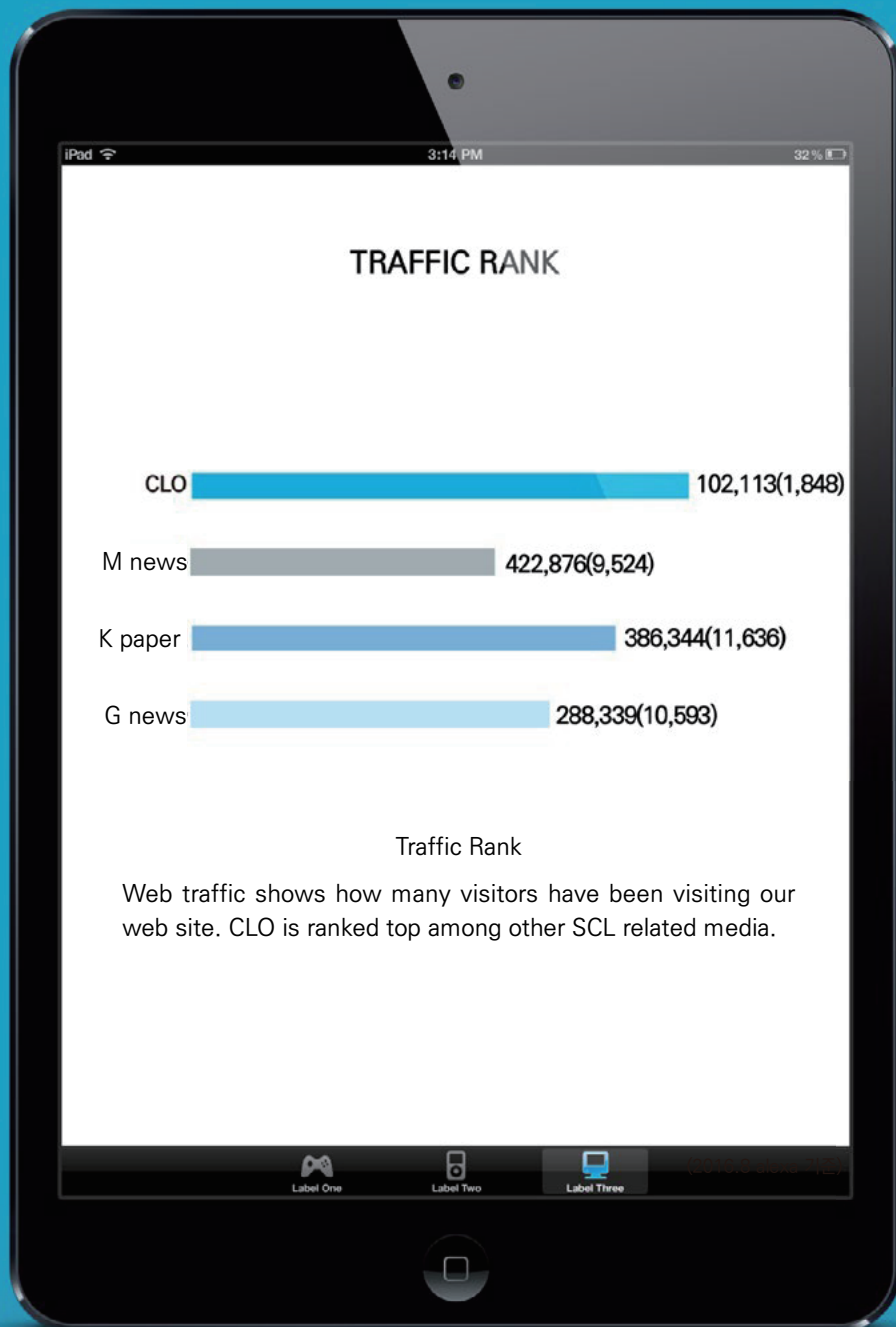 iPad 3:14 PM 32%
TRAFFIC RANK
CLO 102,113(1,848)
M news 422,876(9,524)
K paper 386,344(11,636)
G news 288,339(10,593)
Traffic Rank
Web traffic shows how many visitors have been visiting our
web site. CLO is ranked top among other SCL related media.
Label One Label Two Label Three